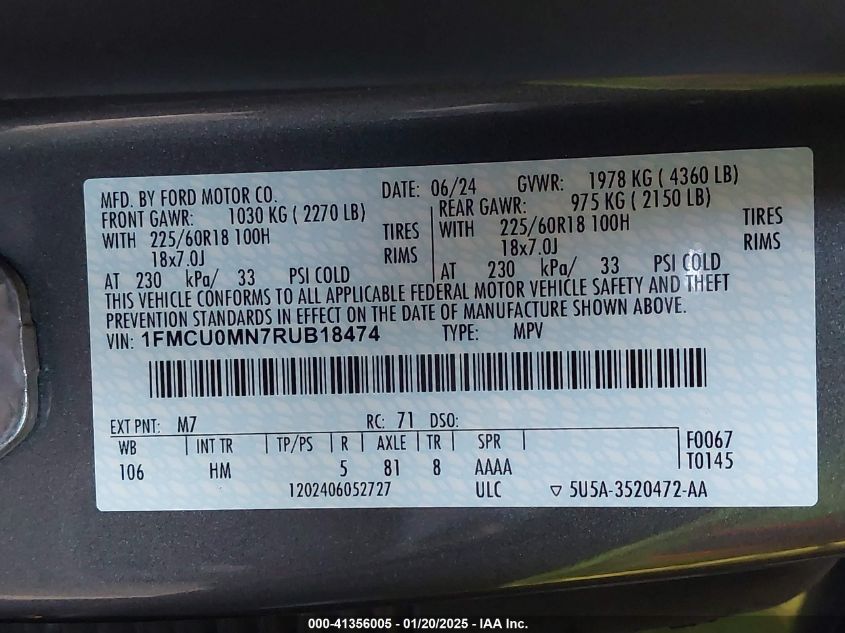 MFD. BY FORD MOTOR CO. DATE: 06/24 GVWR: 1978 KG ( 4360 LB)
FRONT GAWR: 1030 KG ( 2270 LB) REAR GAWR: 975 KG ( 2150 LB)
WITH 225/60R18 100H TIRES WITH 225/60R18 100H TIRES
18x7.0J RIMS 18x7.0J RIMS
AT 230 kPa/ 33 PSI COLD AT 230 kPa/ 33 PSI COLD
THIS VEHICLE CONFORMS TO ALL APPLICABLE FEDERAL MOTOR VEHICLE SAFETY AND THEFT
PREVENTION STANDARDS IN EFFECT ON THE DATE OF MANUFACTURE SHOWN ABOVE.
VIN: 1FMCU0MN7RUB18474 TYPE: MPV
EXT PNT: M7 RC: 71 DSO:
WB INT TR TP/PS R AXLE TR SPR F0067
106 HM 5 81 8 AAAA T0145
1202406052727 ULC ▽ 5U5A-3520472-AA
000-41356005 - 01/20/2025 - IAA Inc.